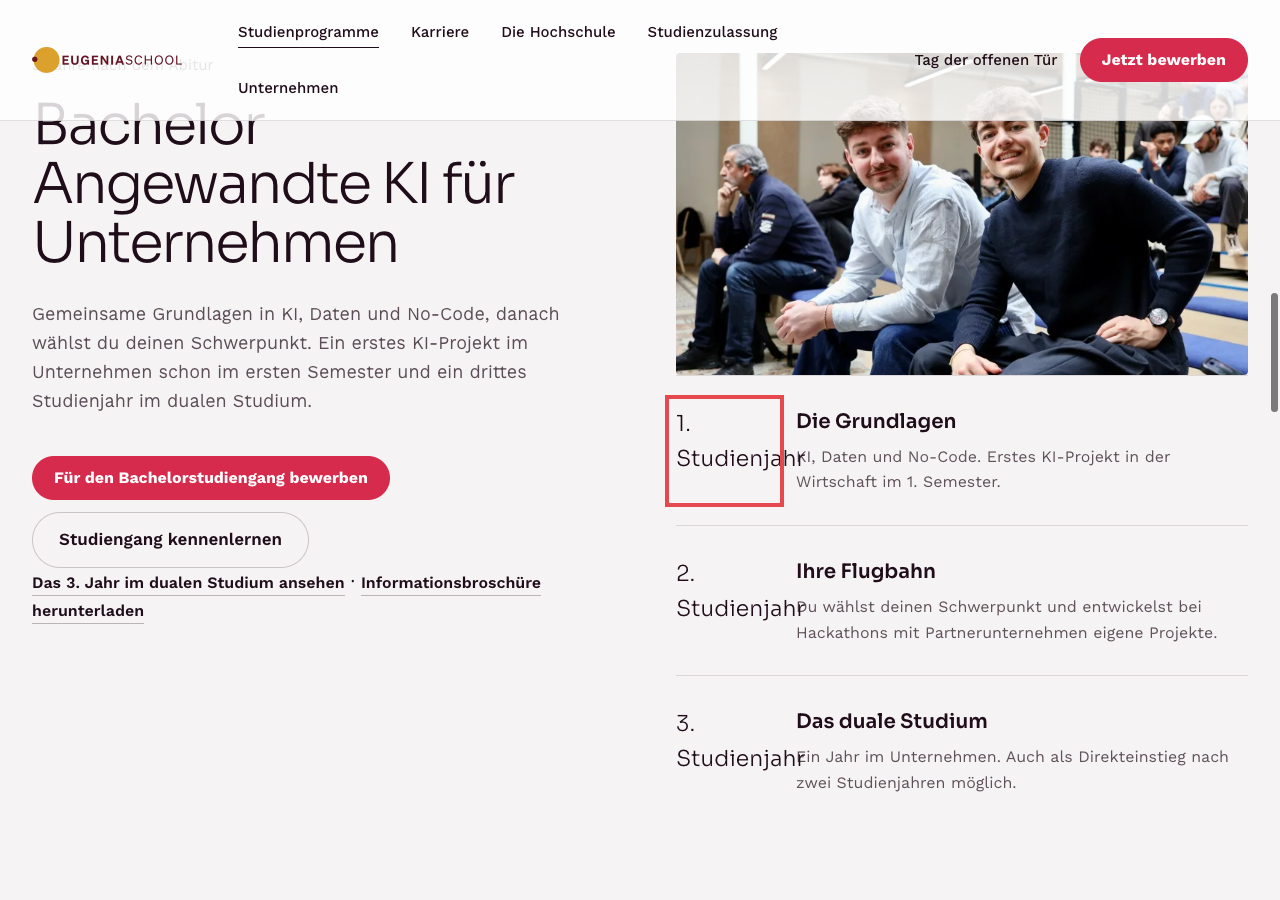 Studienprogramme
Karriere
Die Hochschule
Studienzulassung
Unternehmen
EUGENIASCHOOL
Tag der offenen Tür
Jetzt bewerben
Bachelor
Angewandte KI für
Unternehmen
Gemeinsame Grundlagen in KI, Daten und No-Code, danach
wählst du deinen Schwerpunkt. Ein erstes KI-Projekt im
Unternehmen schon im ersten Semester und ein drittes
Studienjahr im dualen Studium.
Für den Bachelorstudiengang bewerben
Studiengang kennenlernen
Das 3. Jahr im dualen Studium ansehen · Informationsbroschüre
herunterladen
1.
Studienjahr
Die Grundlagen
KI, Daten und No-Code. Erstes KI-Projekt in der
Wirtschaft im 1. Semester.
2.
Studienjahr
Ihre Flugbahn
Du wählst deinen Schwerpunkt und entwickelst bei
Hackathons mit Partnerunternehmen eigene Projekte.
3.
Studienjahr
Das duale Studium
Ein Jahr im Unternehmen. Auch als Direkteinstieg nach
zwei Studienjahren möglich.